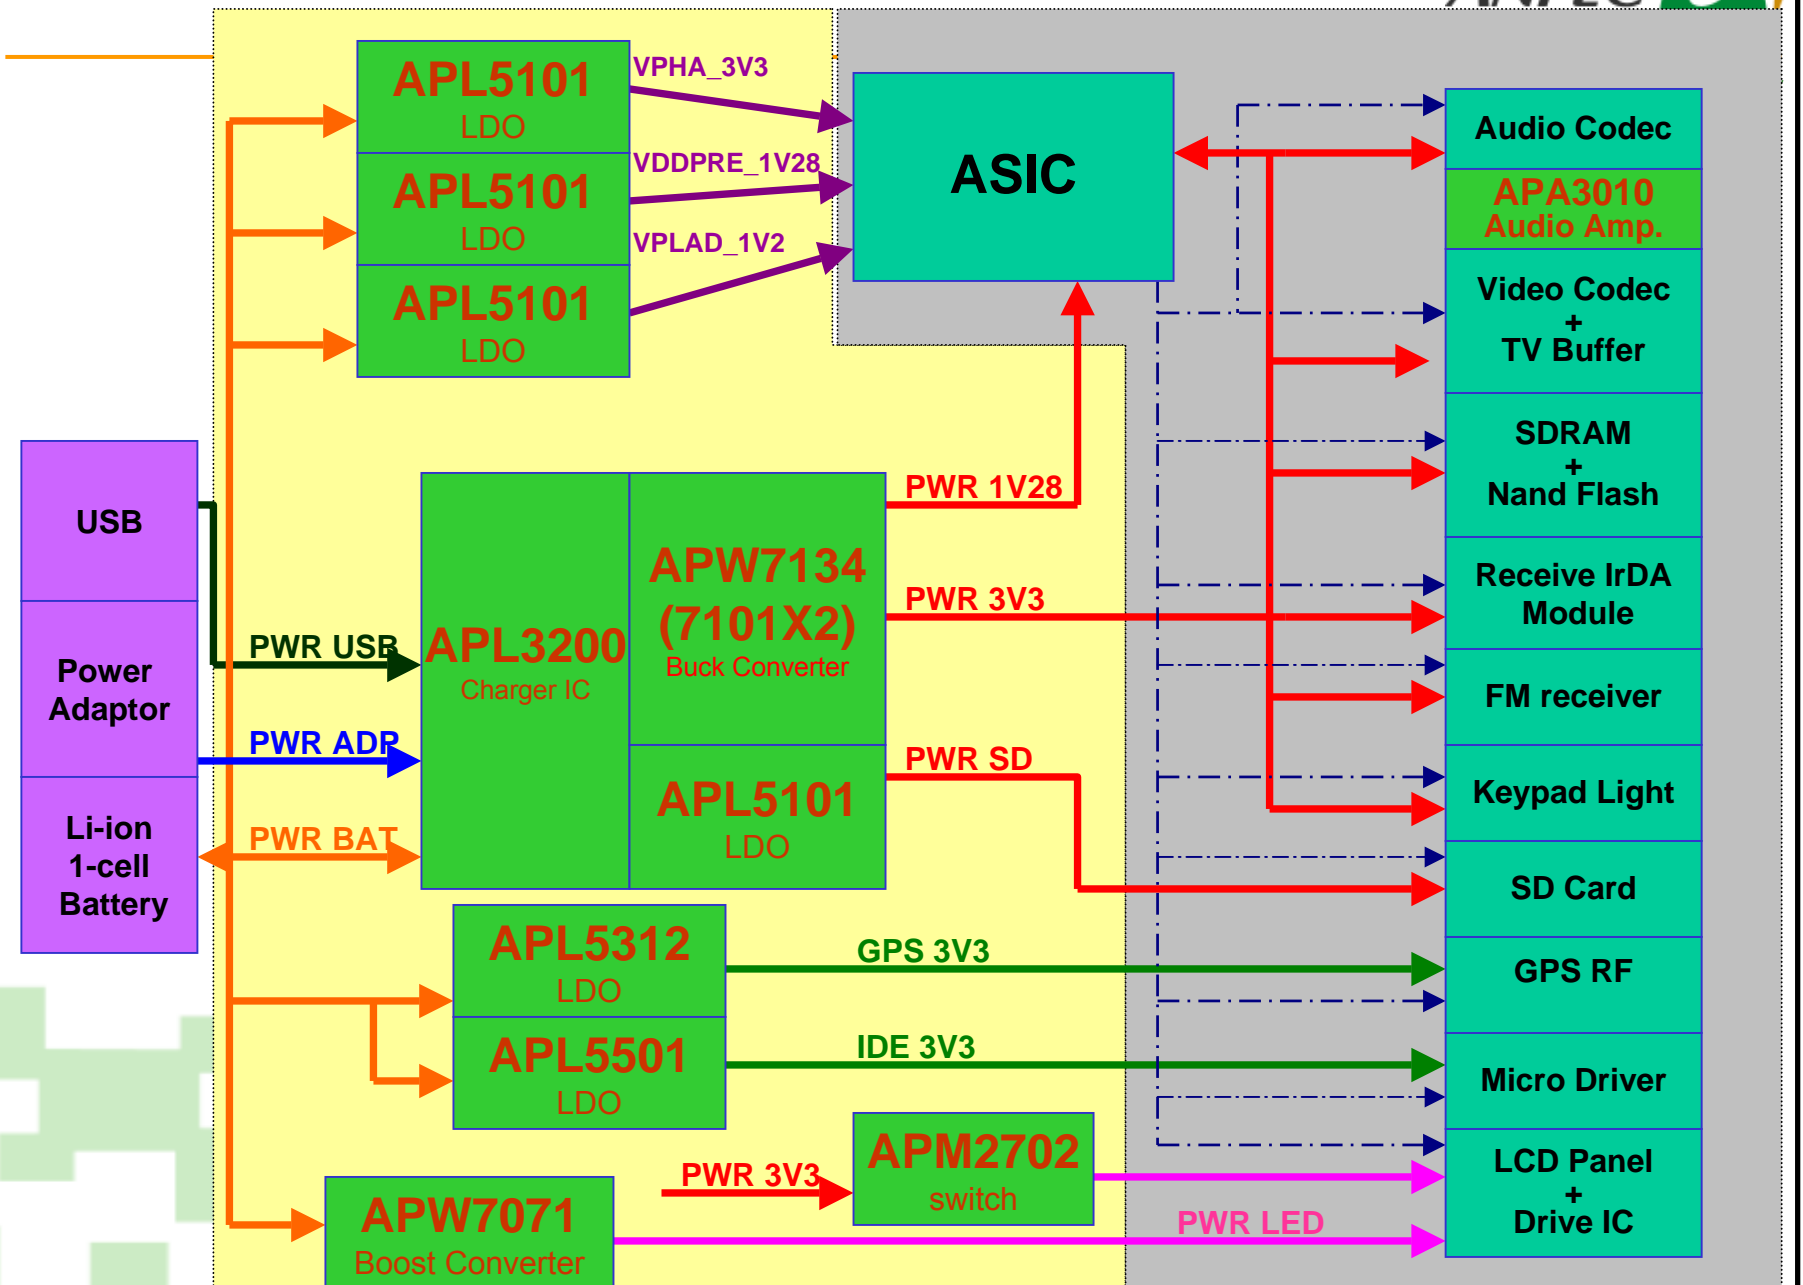 ANPEC
APL5101
LDO
APL5101
LDO
APL5101
LDO
VPHA_3V3
VDDPRE_1V28
VPLAD_1V2
ASIC
Audio Codec
APA3010
Audio Amp.
Video Codec
+
TV Buffer
SDRAM
+
Nand Flash
Receive IrDA
Module
FM receiver
Keypad Light
SD Card
GPS RF
Micro Driver
LCD Panel
+
Drive IC
USB
Power
Adaptor
Li-ion
1-cell
Battery
PWR USB
PWR ADP
PWR BAT
APL3200
Charger IC
APW7134
(7101X2)
Buck Converter
APL5101
LDO
PWR 1V28
PWR 3V3
PWR SD
APL5312
LDO
APL5501
LDO
GPS 3V3
IDE 3V3
PWR 3V3
APM2702
switch
APW7071
Boost Converter
PWR LED